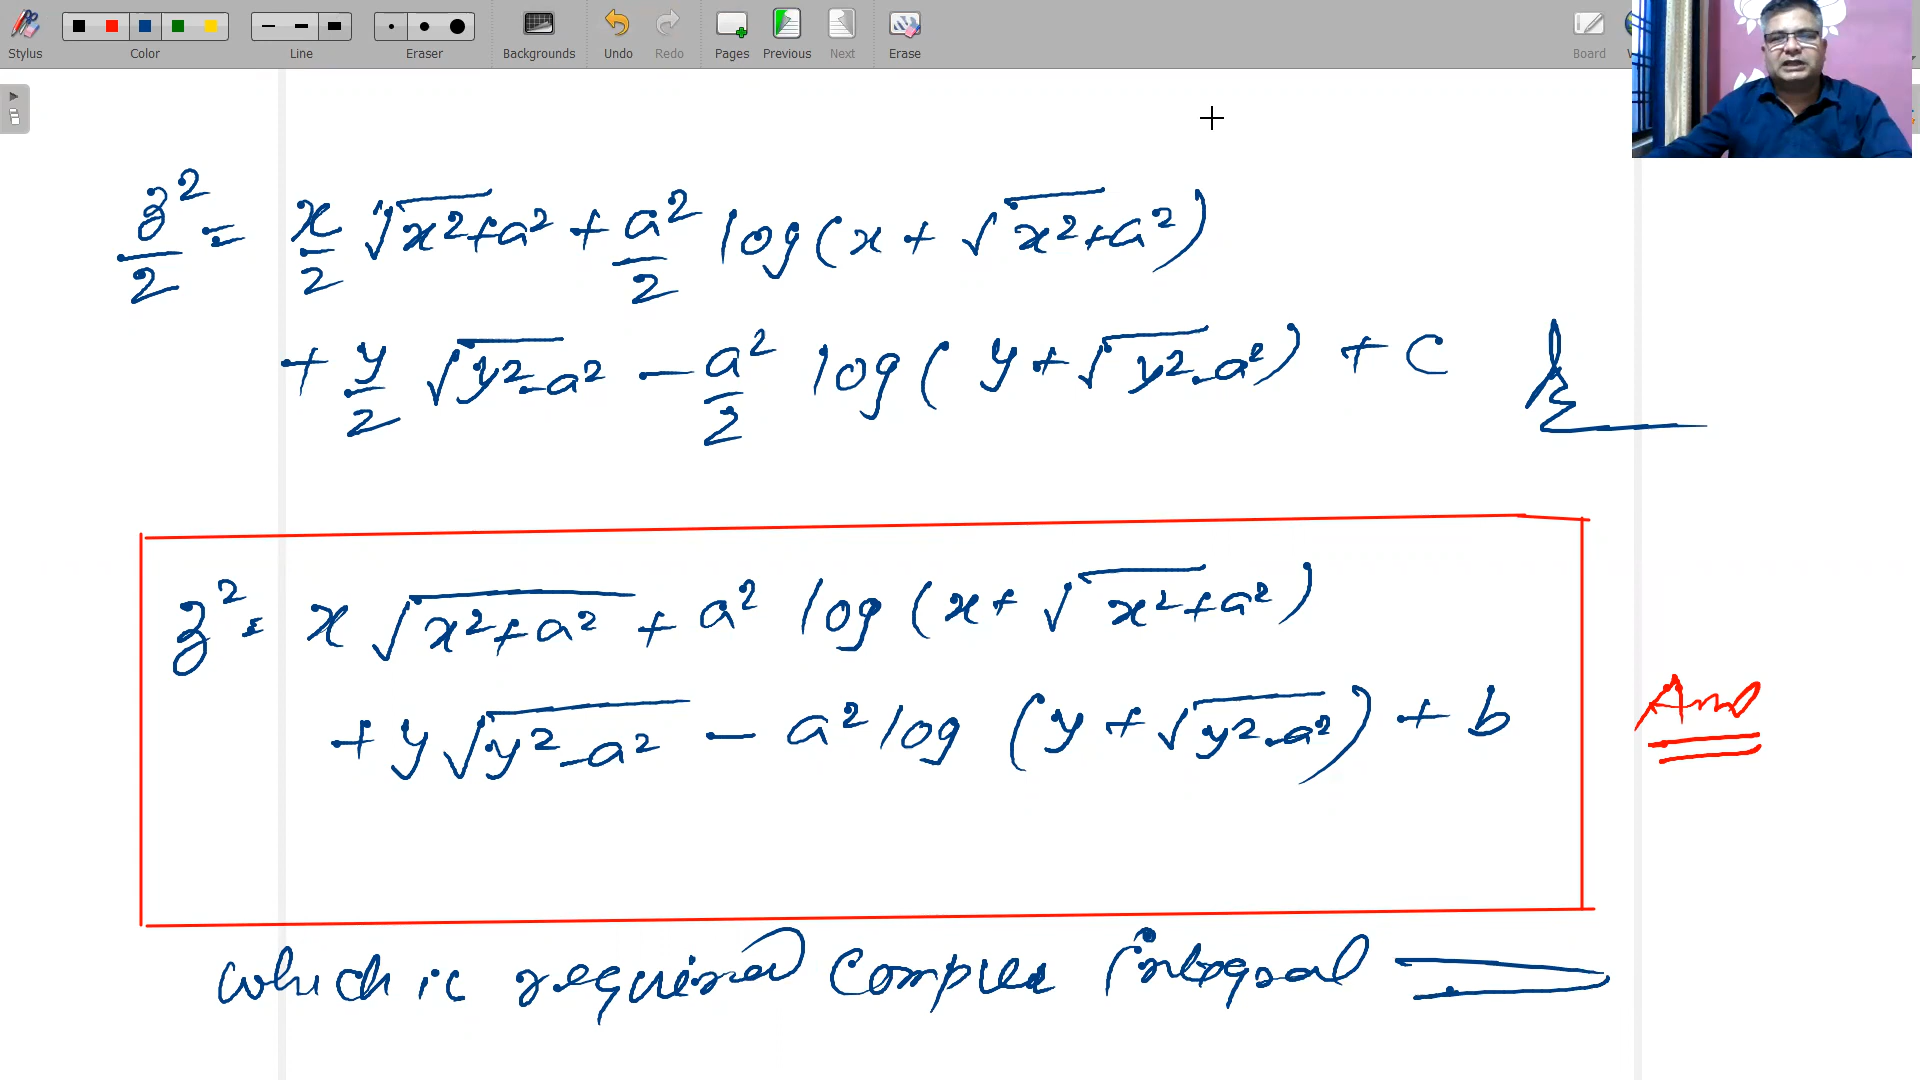 Stylus Color Line Eraser Backgrounds Undo Redo Pages Previous Next Erase Board
z²/2 = x/2 √x²+a² + a²/2 log(x + √x²+a²)
+ y/2 √y²-a² - a²/2 log(y + √y²-a²) + c
z² = x √x²+a² + a² log(x + √x²+a²)
+ y √y²-a² - a² log(y + √y²-a²) + b
Ans
which is required Complete integral